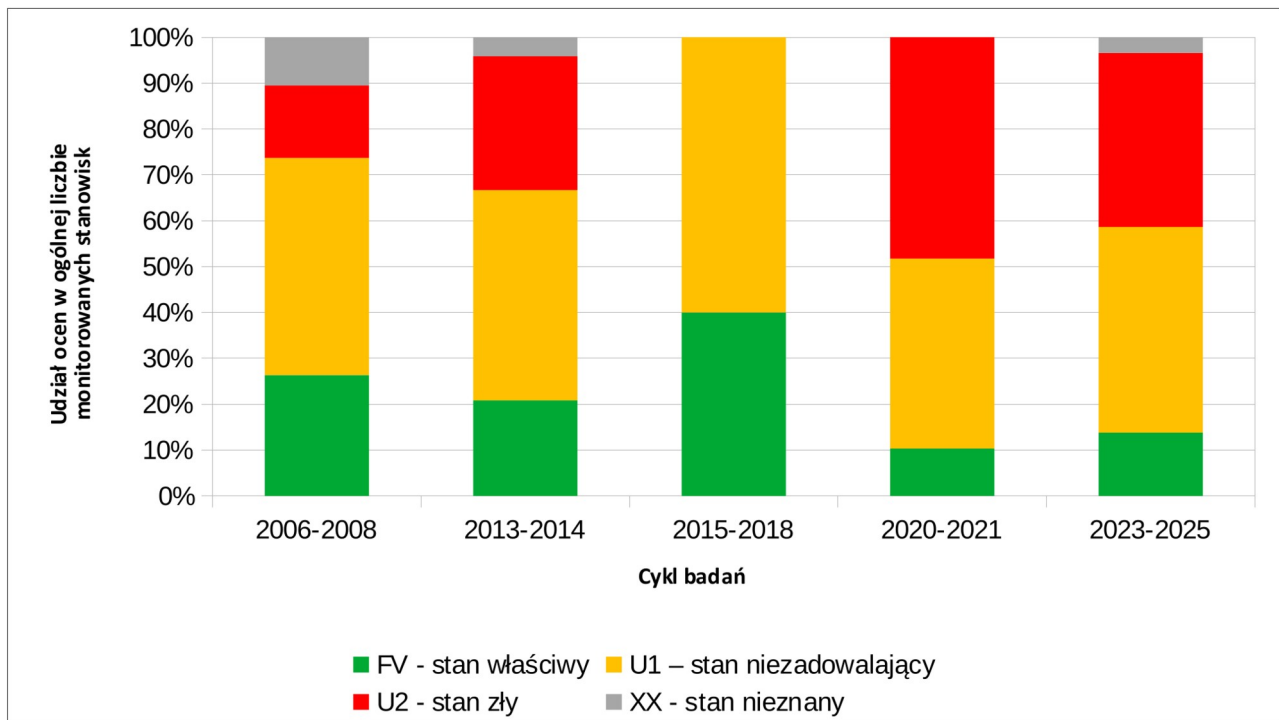 100%
90%
80%
70%
60%
50%
40%
30%
20%
10%
0%
Udział ocen w ogólnej liczbie
monitorowanych stanowisk
2006-2008 2013-2014 2015-2018 2020-2021 2023-2025
Cykl badań
FV - stan właściwy U1 – stan niezadowalający
U2 - stan zły XX - stan nieznany